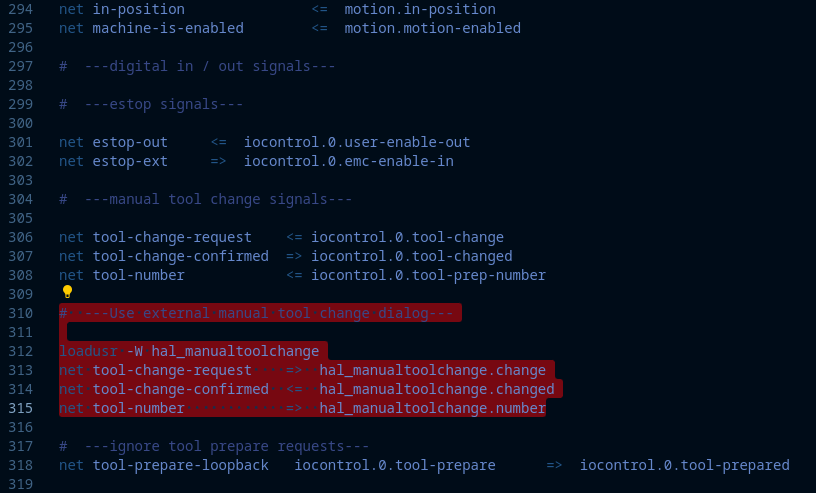 294 net in-position <= motion.in-position
295 net machine-is-enabled <= motion.motion-enabled
296
297 # ---digital in / out signals---
298
299 # ---estop signals---
300
301 net estop-out <= iocontrol.0.user-enable-out
302 net estop-ext => iocontrol.0.emc-enable-in
303
304 # ---manual tool change signals---
305
306 net tool-change-request <= iocontrol.0.tool-change
307 net tool-change-confirmed => iocontrol.0.tool-changed
308 net tool-number <= iocontrol.0.tool-prep-number
309
310 # ---Use external manual tool change dialog---
311
312 loadusr -W hal_manualtoolchange
313 net tool-change-request => hal_manualtoolchange.change
314 net tool-change-confirmed <= hal_manualtoolchange.changed
315 net tool-number => hal_manualtoolchange.number
316
317 # ---ignore tool prepare requests---
318 net tool-prepare-loopback iocontrol.0.tool-prepare => iocontrol.0.tool-prepared
319